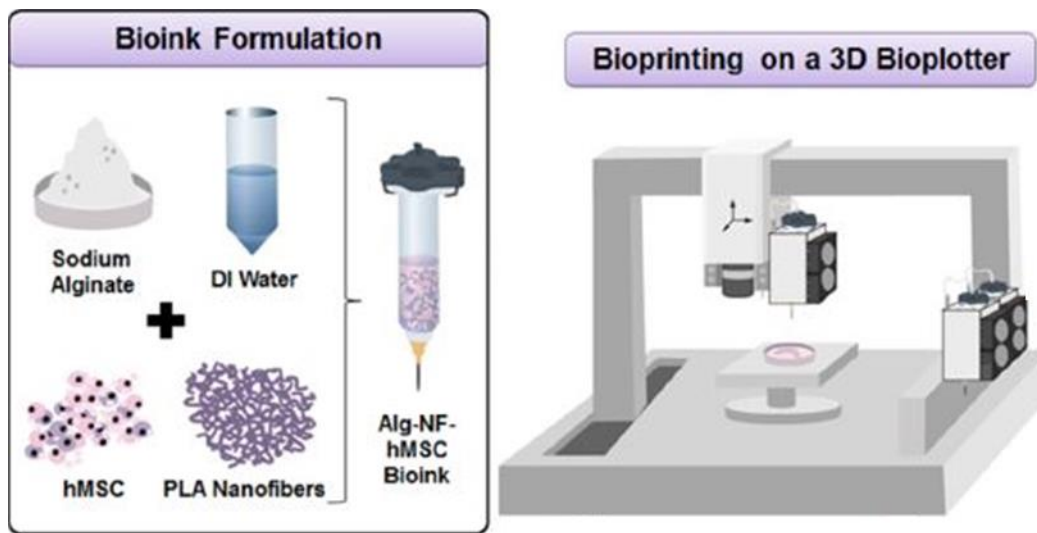 Bioink Formulation
Sodium
Alginate
DI Water
hMSC
PLA Nanofibers
Alg-NF-
hMSC
Bioink
Bioprinting on a 3D Bioplotter